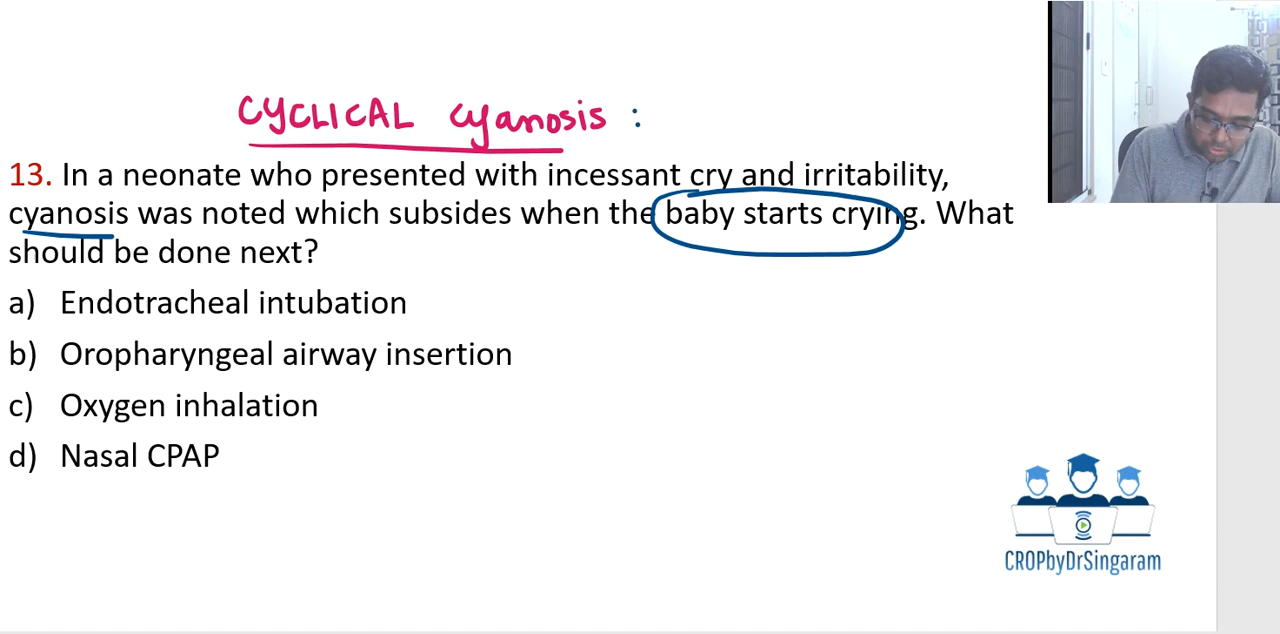 CYCLICAL cyanosis :
13. In a neonate who presented with incessant cry and irritability,
cyanosis was noted which subsides when the baby starts crying. What
should be done next?
a) Endotracheal intubation
b) Oropharyngeal airway insertion
c) Oxygen inhalation
d) Nasal CPAP
CROPbyDrSingaram